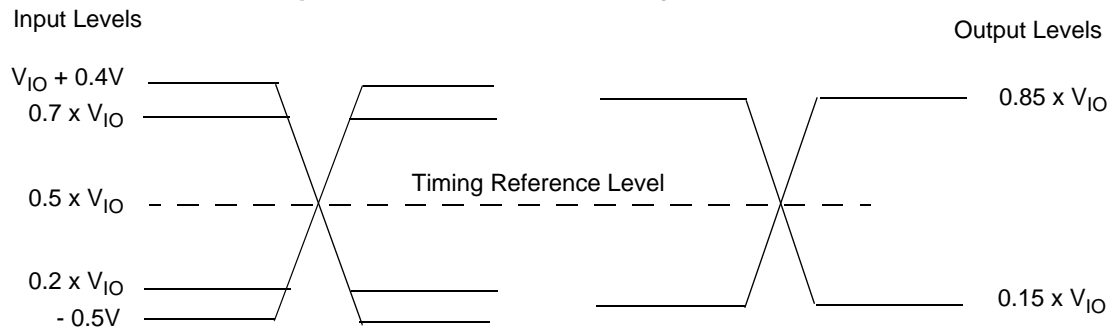 Input Levels
Output Levels
V_IO + 0.4V
0.7 x V_IO
0.85 x V_IO
Timing Reference Level
0.5 x V_IO
0.2 x V_IO
- 0.5V
0.15 x V_IO